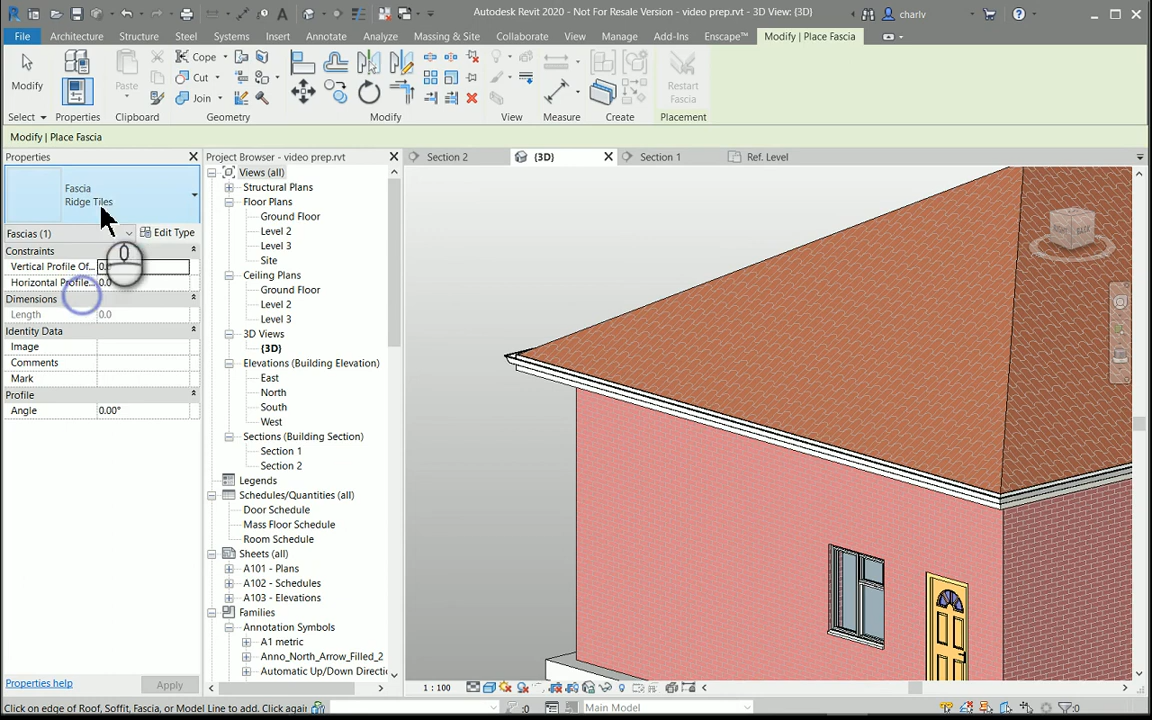 Autodesk Revit 2020 - Not For Resale Version - video prep.rvt - 3D View: {3D}
charlv
File Architecture Structure Steel Systems Insert Annotate Analyze Massing & Site Collaborate View Manage Add-Ins Enscape™ Modify | Place Fascia
Modify
Paste
Cope
Cut
Join
Restart
Fascia
Select Properties Clipboard Geometry Modify View Measure Create Placement
Modify | Place Fascia
Properties
Project Browser - video prep.rvt
Section 2
{3D}
Section 1
Ref. Level
Fascia
Ridge Tiles
Fascias (1)
Edit Type
Constraints
Vertical Profile Of...
Horizontal Profile... 0.0
Dimensions
Length 0.0
Identity Data
Image
Comments
Mark
Profile
Angle 0.00°
Properties help
Apply
Views (all)
Structural Plans
Floor Plans
Ground Floor
Level 2
Level 3
Site
Ceiling Plans
Ground Floor
Level 2
Level 3
3D Views
{3D}
Elevations (Building Elevation)
East
North
South
West
Sections (Building Section)
Section 1
Section 2
Legends
Schedules/Quantities (all)
Door Schedule
Mass Floor Schedule
Room Schedule
Sheets (all)
A101 - Plans
A102 - Schedules
A103 - Elevations
Families
Annotation Symbols
A1 metric
Anno_North_Arrow_Filled_2
Automatic Up/Down Directi
1 : 100
Click on edge of Roof, Soffit, Fascia, or Model Line to add. Click again
:0
Main Model
:0